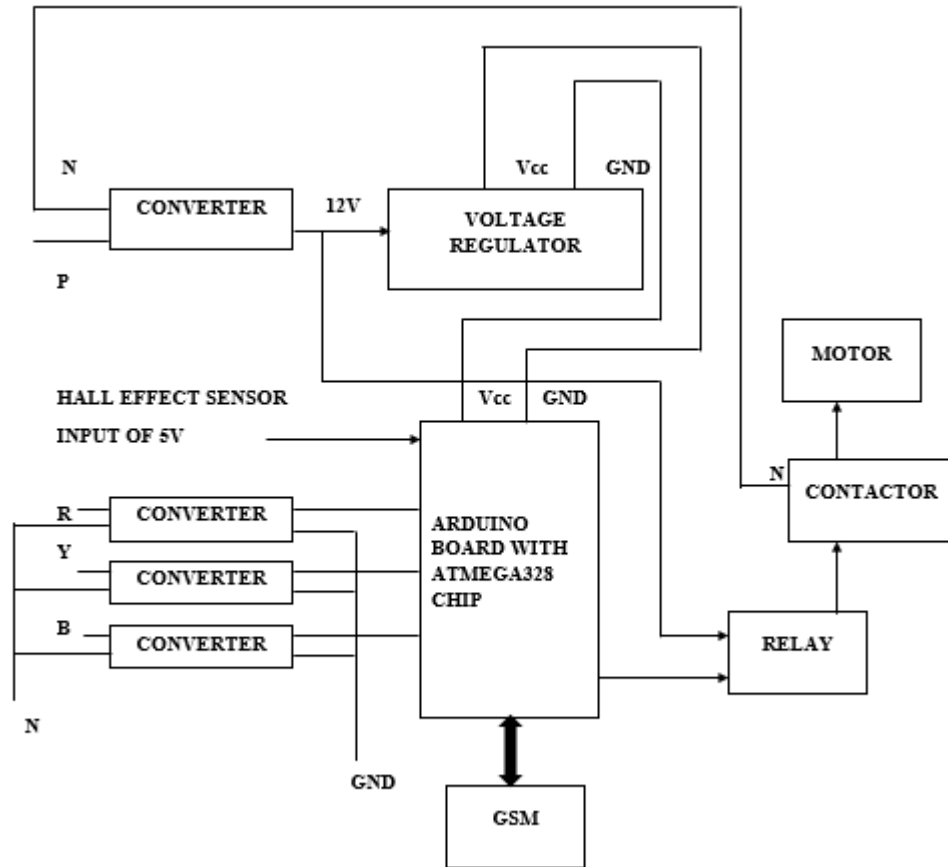 N
Vcc
GND
CONVERTER
12V
VOLTAGE
REGULATOR
P
MOTOR
HALL EFFECT SENSOR
Vcc
GND
INPUT OF 5V
N
CONTACTOR
R
CONVERTER
ARDUINO
BOARD WITH
ATMEGA328
CHIP
Y
CONVERTER
B
CONVERTER
RELAY
N
GND
GSM